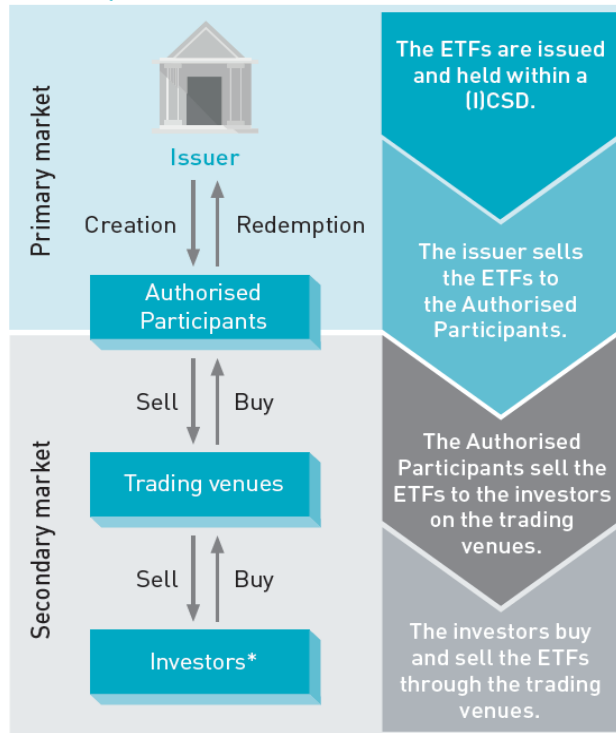 Primary market
Issuer
Creation
Redemption
Authorised
Participants
Secondary market
Sell
Buy
Trading venues
Sell
Buy
Investors*
The ETFs are issued
and held within a
(I)CSD.
The issuer sells
the ETFs to
the Authorised
Participants.
The Authorised
Participants sell the
ETFs to the investors
on the trading
venues.
The investors buy
and sell the ETFs
through the trading
venues.